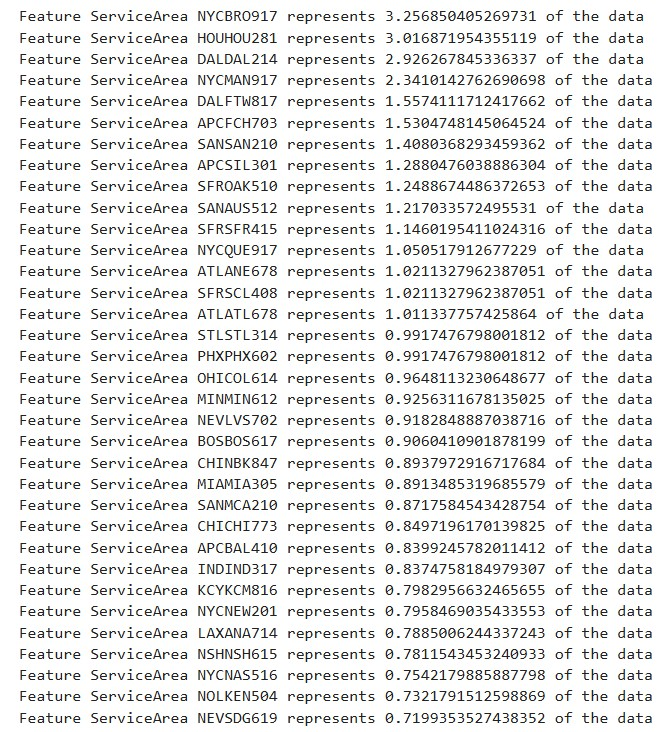 Feature ServiceArea NYCBRO917 represents 3.256850405269731 of the data
Feature ServiceArea HOUHOU281 represents 3.016871954355119 of the data
Feature ServiceArea DALDAL214 represents 2.926267845336337 of the data
Feature ServiceArea NYCMAN917 represents 2.3410142762690698 of the data
Feature ServiceArea DALFTW817 represents 1.5574111712417662 of the data
Feature ServiceArea APCFCH703 represents 1.5304748145064524 of the data
Feature ServiceArea SANSAN210 represents 1.4080368293459362 of the data
Feature ServiceArea APCSIL301 represents 1.2880476038886304 of the data
Feature ServiceArea SFROAK510 represents 1.2488674486372653 of the data
Feature ServiceArea SANAUS512 represents 1.217033572495531 of the data
Feature ServiceArea SFRSFR415 represents 1.1460195411024316 of the data
Feature ServiceArea NYCQUE917 represents 1.050517912677229 of the data
Feature ServiceArea ATLANE678 represents 1.0211327962387051 of the data
Feature ServiceArea SFRSCL408 represents 1.0211327962387051 of the data
Feature ServiceArea ATLATL678 represents 1.011337757425864 of the data
Feature ServiceArea STLSTL314 represents 0.9917476798001812 of the data
Feature ServiceArea PHXPHX602 represents 0.9917476798001812 of the data
Feature ServiceArea OHICOL614 represents 0.9648113230648677 of the data
Feature ServiceArea MINMIN612 represents 0.9256311678135025 of the data
Feature ServiceArea NEVLVS702 represents 0.9182848887038716 of the data
Feature ServiceArea BOSBOS617 represents 0.9060410901878199 of the data
Feature ServiceArea CHINBK847 represents 0.8937972916717684 of the data
Feature ServiceArea MIAMIA305 represents 0.8913485319685579 of the data
Feature ServiceArea SANMCA210 represents 0.8717584543428754 of the data
Feature ServiceArea CHICHI773 represents 0.8497196170139825 of the data
Feature ServiceArea APCBAL410 represents 0.8399245782011412 of the data
Feature ServiceArea INDIND317 represents 0.8374758184979307 of the data
Feature ServiceArea KCYKCM816 represents 0.7982956632465655 of the data
Feature ServiceArea NYCNEW201 represents 0.7958469035433553 of the data
Feature ServiceArea LAXANA714 represents 0.7885006244337243 of the data
Feature ServiceArea NSHNSH615 represents 0.7811543453240933 of the data
Feature ServiceArea NYCNAS516 represents 0.7542179885887798 of the data
Feature ServiceArea NOLKEN504 represents 0.7321791512598869 of the data
Feature ServiceArea NEVSDG619 represents 0.7199353527438352 of the data